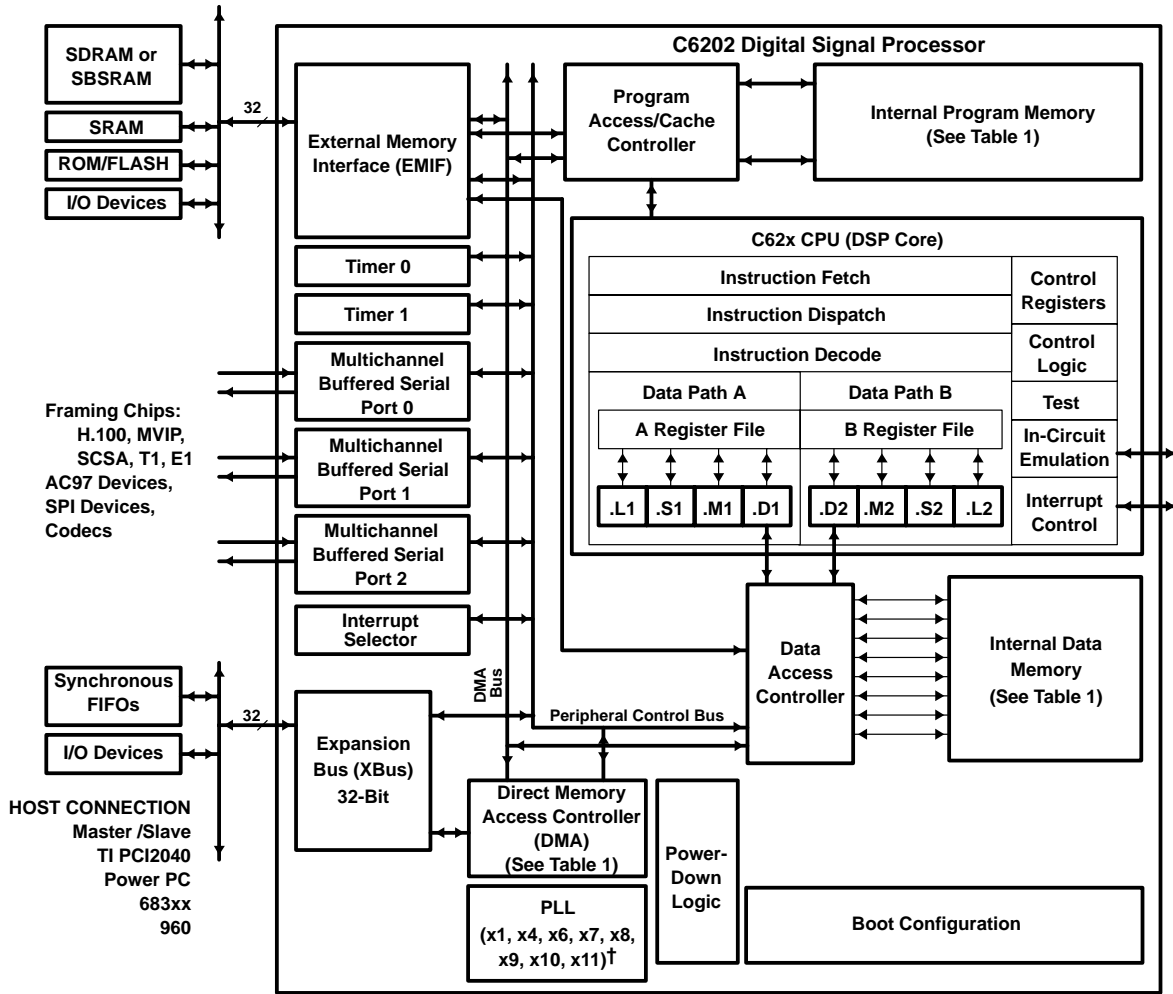 C6202 Digital Signal Processor
SDRAM or
SBSRAM
SRAM
ROM/FLASH
I/O Devices
32
External Memory
Interface (EMIF)
Program
Access/Cache
Controller
Internal Program Memory
(See Table 1)
Timer 0
Timer 1
Multichannel
Buffered Serial
Port 0
Multichannel
Buffered Serial
Port 1
Multichannel
Buffered Serial
Port 2
Interrupt
Selector
Framing Chips:
H.100, MVIP,
SCSA, T1, E1
AC97 Devices,
SPI Devices,
Codecs
C62x CPU (DSP Core)
Instruction Fetch
Instruction Dispatch
Instruction Decode
Data Path A
Data Path B
A Register File
B Register File
.L1 .S1 .M1 .D1
.D2 .M2 .S2 .L2
Control
Registers
Control
Logic
Test
In-Circuit
Emulation
Interrupt
Control
Synchronous
FIFOs
I/O Devices
32
HOST CONNECTION
Master /Slave
TI PCI2040
Power PC
683xx
960
Expansion
Bus (XBus)
32-Bit
DMA
Bus
Peripheral Control Bus
Data
Access
Controller
Internal Data
Memory
(See Table 1)
Direct Memory
Access Controller
(DMA)
(See Table 1)
PLL
(x1, x4, x6, x7, x8,
x9, x10, x11)†
Power-
Down
Logic
Boot Configuration